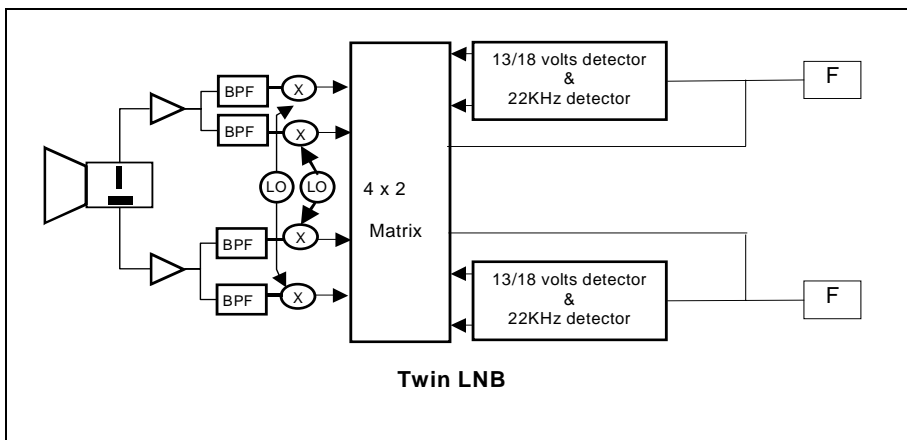 13/18 volts detector
&
22KHz detector
F
BPF
X
BPF
X
LO
LO
4 x 2
Matrix
BPF
X
BPF
X
13/18 volts detector
&
22KHz detector
F
Twin LNB